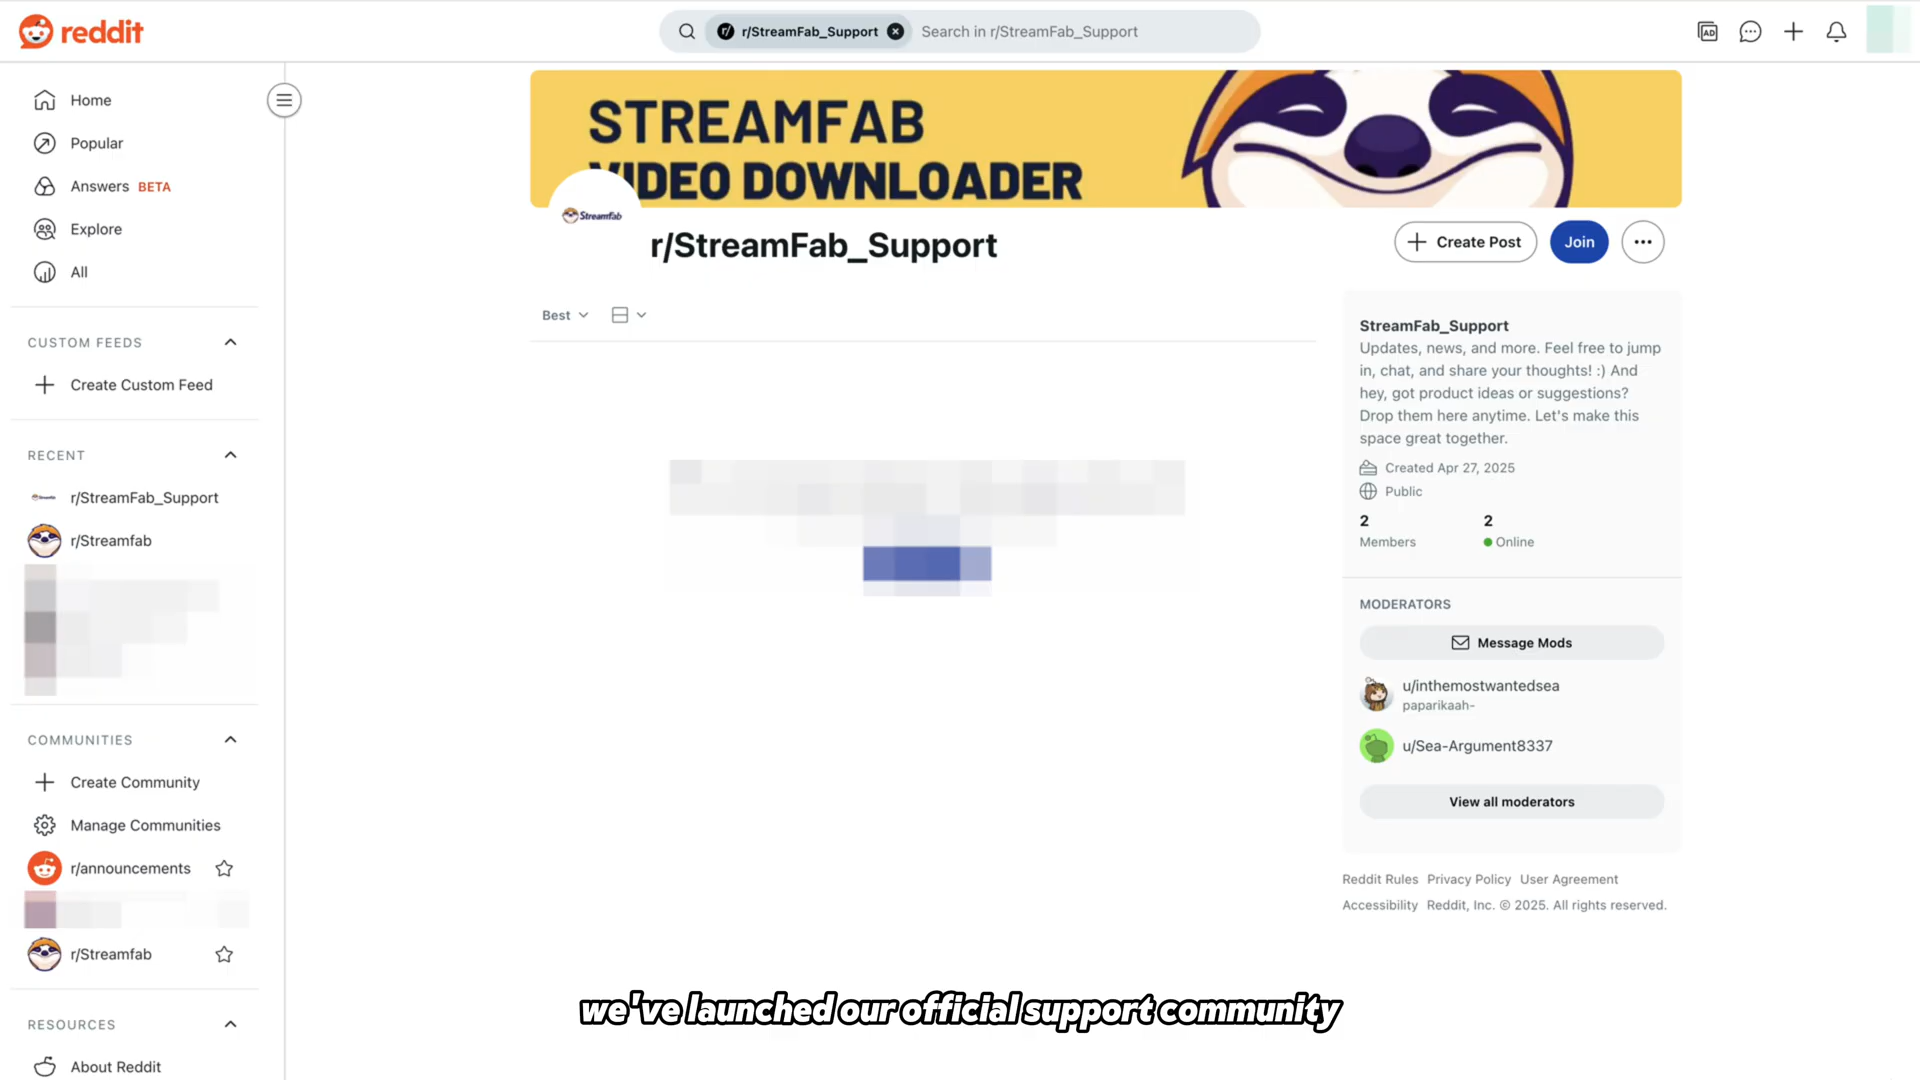 reddit
r/StreamFab_Support
Search in r/StreamFab_Support
AD
Home
Popular
Answers BETA
Explore
All
CUSTOM FEEDS
Create Custom Feed
RECENT
r/StreamFab_Support
r/Streamfab
COMMUNITIES
Create Community
Manage Communities
r/announcements
r/Streamfab
RESOURCES
About Reddit
STREAMFAB
VIDEO DOWNLOADER
Streamfab
r/StreamFab_Support
Create Post
Join
Best
StreamFab_Support
Updates, news, and more. Feel free to jump
in, chat, and share your thoughts! :) And
hey, got product ideas or suggestions?
Drop them here anytime. Let's make this
space great together.
Created Apr 27, 2025
Public
2 2
Members Online
MODERATORS
Message Mods
u/inthemostwantedsea
paparikaah-
u/Sea-Argument8337
View all moderators
Reddit Rules Privacy Policy User Agreement
Accessibility Reddit, Inc. © 2025. All rights reserved.
we've launched our official support community